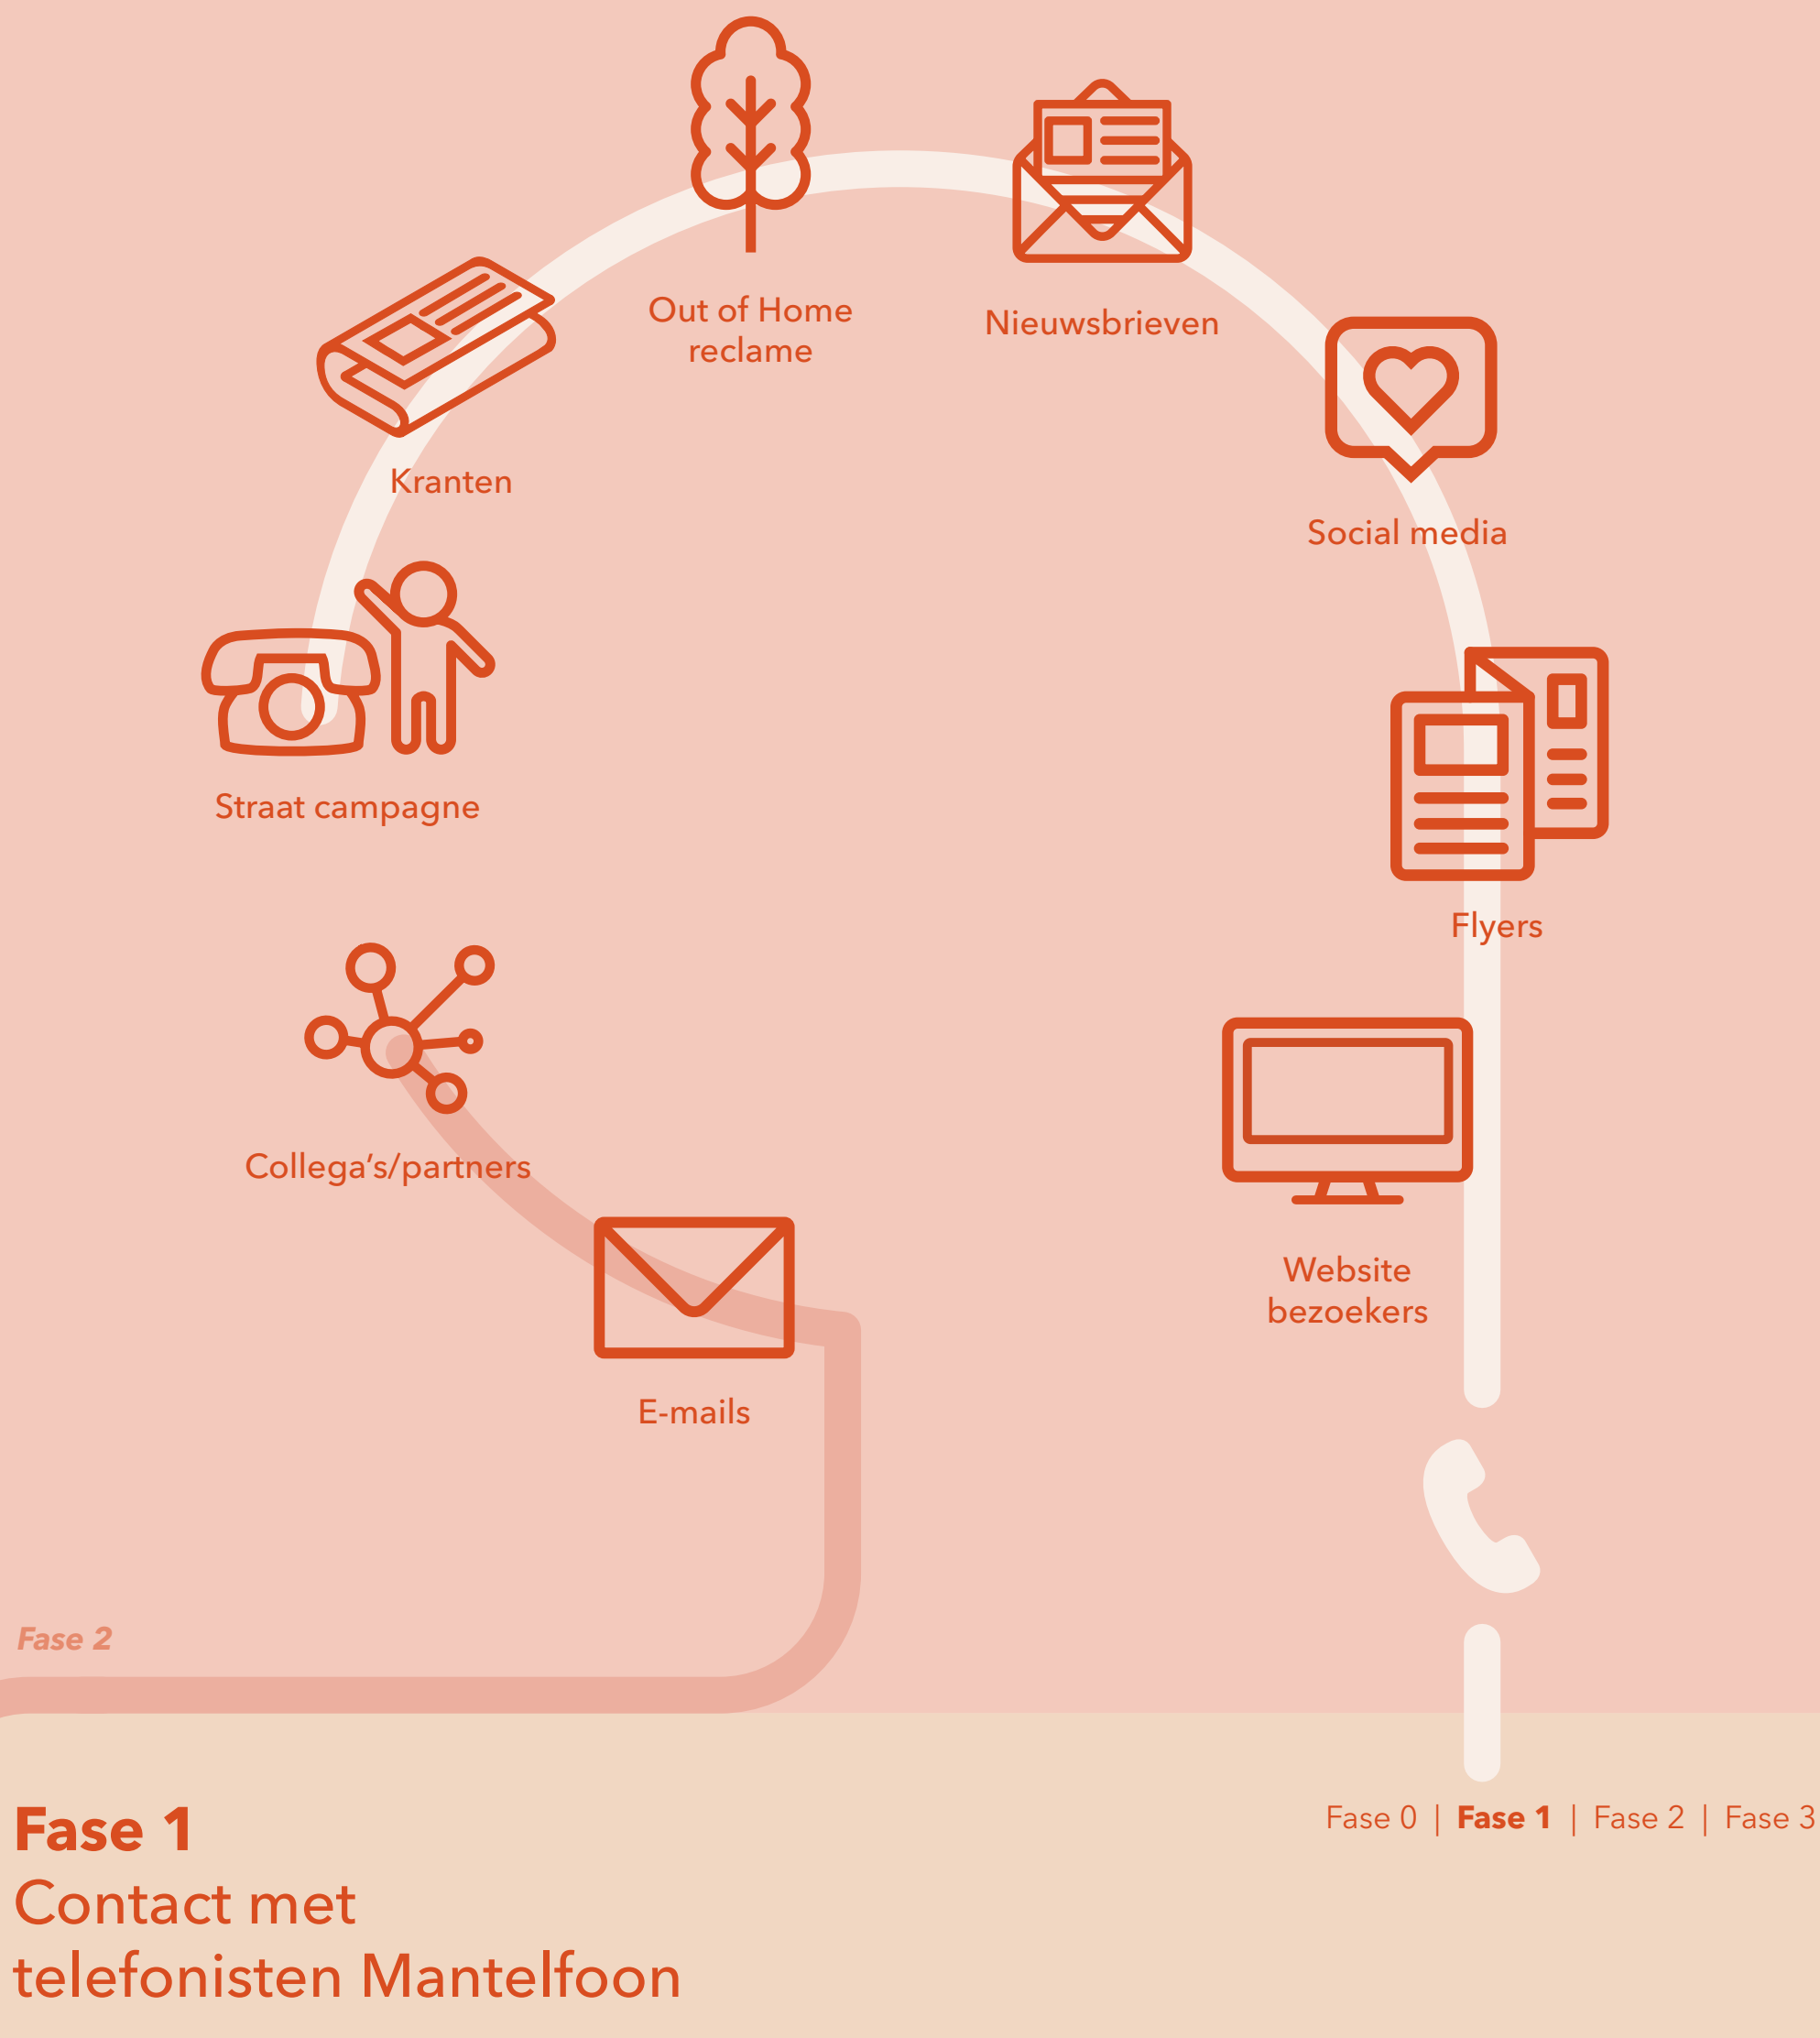 Out of Home
reclame
Nieuwsbrieven
Kranten
Social media
Straat campagne
Flyers
Collega's/partners
Website
bezoekers
E-mails
Fase 2
Fase 1
Contact met
telefonisten Mantelfoon
Fase 0 | Fase 1 | Fase 2 | Fase 3